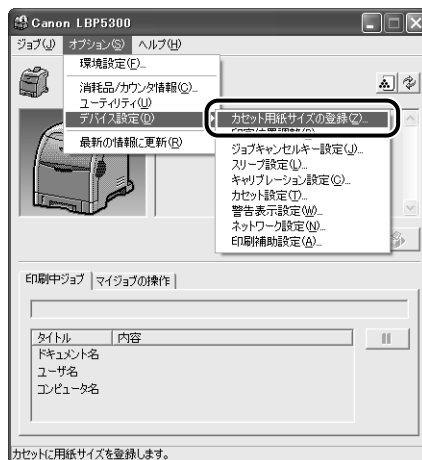 Canon LBP5300
ジョブ(J) オプション(S) ヘルプ(H)
環境設定(F)...
消耗品/カウンタ情報(C)...
ユーティリティ(U)
デバイス設定(D)
最新の情報に更新(R)
カセット用紙サイズの登録(Z)...
印字位置調整(P)...
ジョブキャンセルキー設定(J)...
スリープ設定(L)...
キャリブレーション設定(C)...
カセット設定(T)...
警告表示設定(W)...
ネットワーク設定(N)...
印刷補助設定(A)...
印刷中ジョブ マイジョブの操作
タイトル 内容
ドキュメント名
ユーザ名
コンピュータ名
カセットに用紙サイズを登録します。